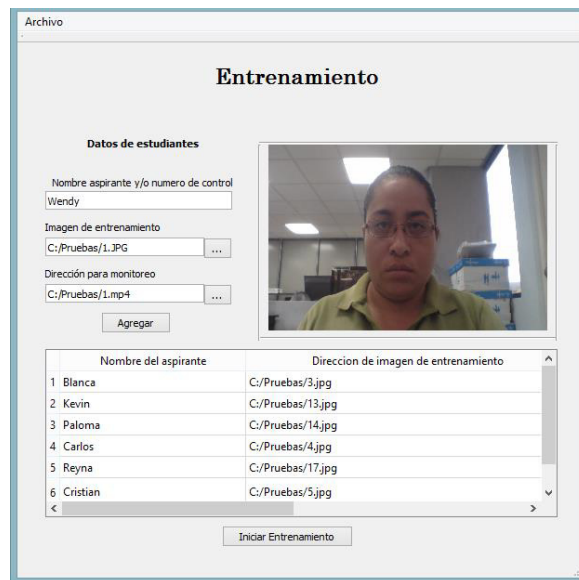 Archivo
Entrenamiento
Datos de estudiantes
Nombre aspirante y/o numero de control
Wendy
Imagen de entrenamiento
C:/Pruebas/1.JPG ...
Dirección para monitoreo
C:/Pruebas/1.mp4 ...
Agregar
Nombre del aspirante Direccion de imagen de entrenamiento
1 Blanca C:/Pruebas/3.jpg
2 Kevin C:/Pruebas/13.jpg
3 Paloma C:/Pruebas/14.jpg
4 Carlos C:/Pruebas/4.jpg
5 Reyna C:/Pruebas/17.jpg
6 Cristian C:/Pruebas/5.jpg
Iniciar Entrenamiento